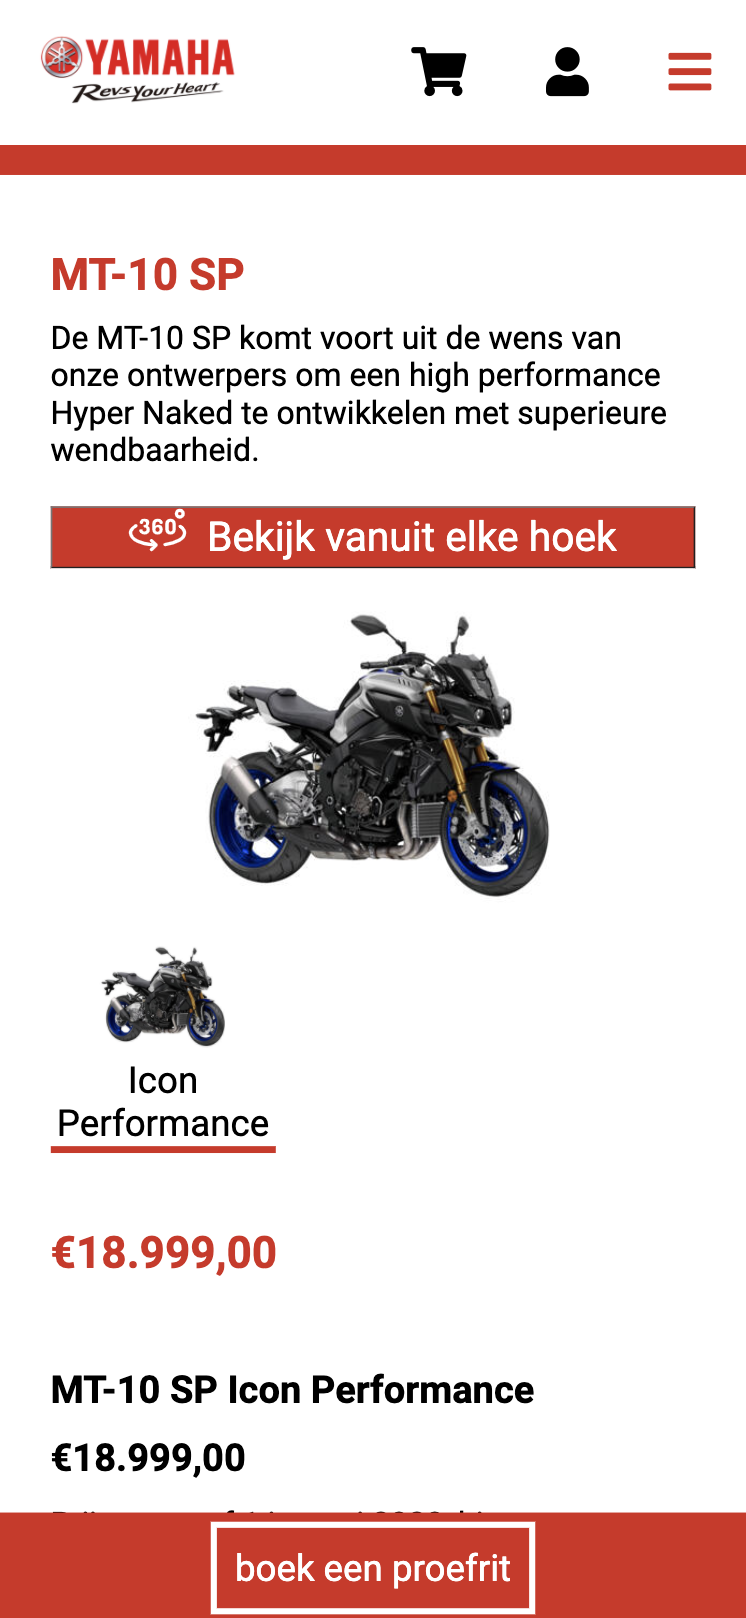 YAMAHA
Revs Your Heart
MT-10 SP
De MT-10 SP komt voort uit de wens van
onze ontwerpers om een high performance
Hyper Naked te ontwikkelen met superieure
wendbaarheid.
360° Bekijk vanuit elke hoek
Icon
Performance
€18.999,00
MT-10 SP Icon Performance
€18.999,00
boek een proefrit